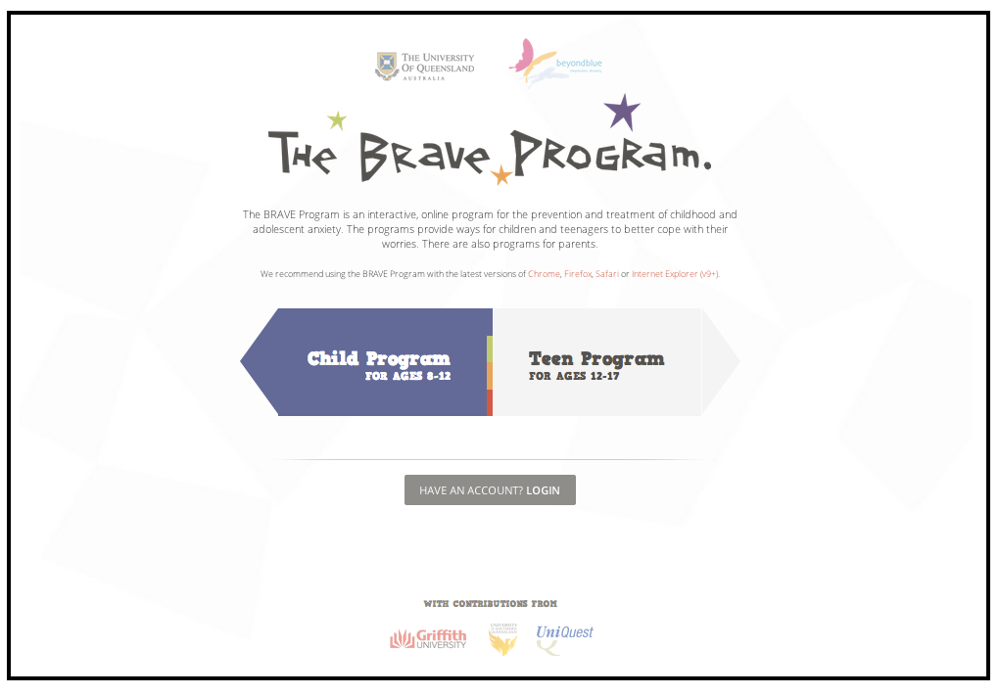 THE UNIVERSITY
OF QUEENSLAND
AUSTRALIA
beyondblue
THE BRAVE PROGRAM.
The BRAVE Program is an interactive, online program for the prevention and treatment of childhood and
adolescent anxiety. The programs provide ways for children and teenagers to better cope with their
worries. There are also programs for parents.
We recommend using the BRAVE Program with the latest versions of Chrome, Firefox, Safari or Internet Explorer (v9+)
Child Program
FOR AGES 8-12
Teen Program
FOR AGES 12-17
HAVE AN ACCOUNT? LOGIN
WITH CONTRIBUTIONS FROM
Griffith
UNIVERSITY
UNIVERSITY
OF SOUTHERN
QUEENSLAND
UniQuest